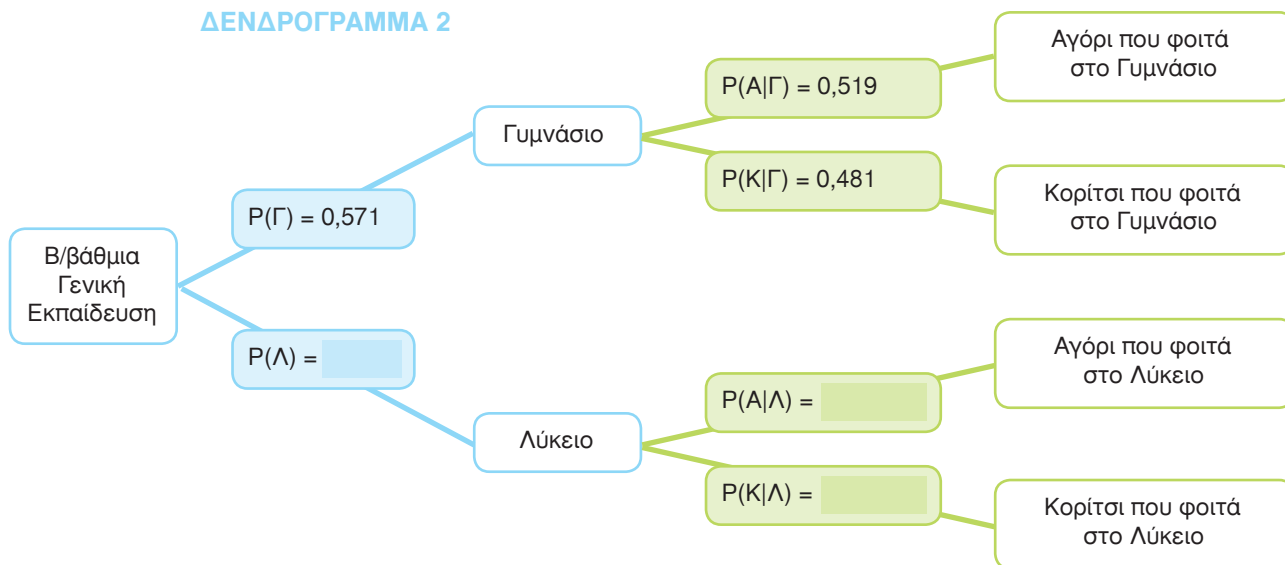 ΔΕΝΔΡΟΓΡΑΜΜΑ 2
Β/βάθμια
Γενική
Εκπαίδευση
P(Γ) = 0,571
P(Λ) =
Γυμνάσιο
Λύκειο
P(A|Γ) = 0,519
P(K|Γ) = 0,481
P(A|Λ) =
P(K|Λ) =
Αγόρι που φοιτά
στο Γυμνάσιο
Κορίτσι που φοιτά
στο Γυμνάσιο
Αγόρι που φοιτά
στο Λύκειο
Κορίτσι που φοιτά
στο Λύκειο